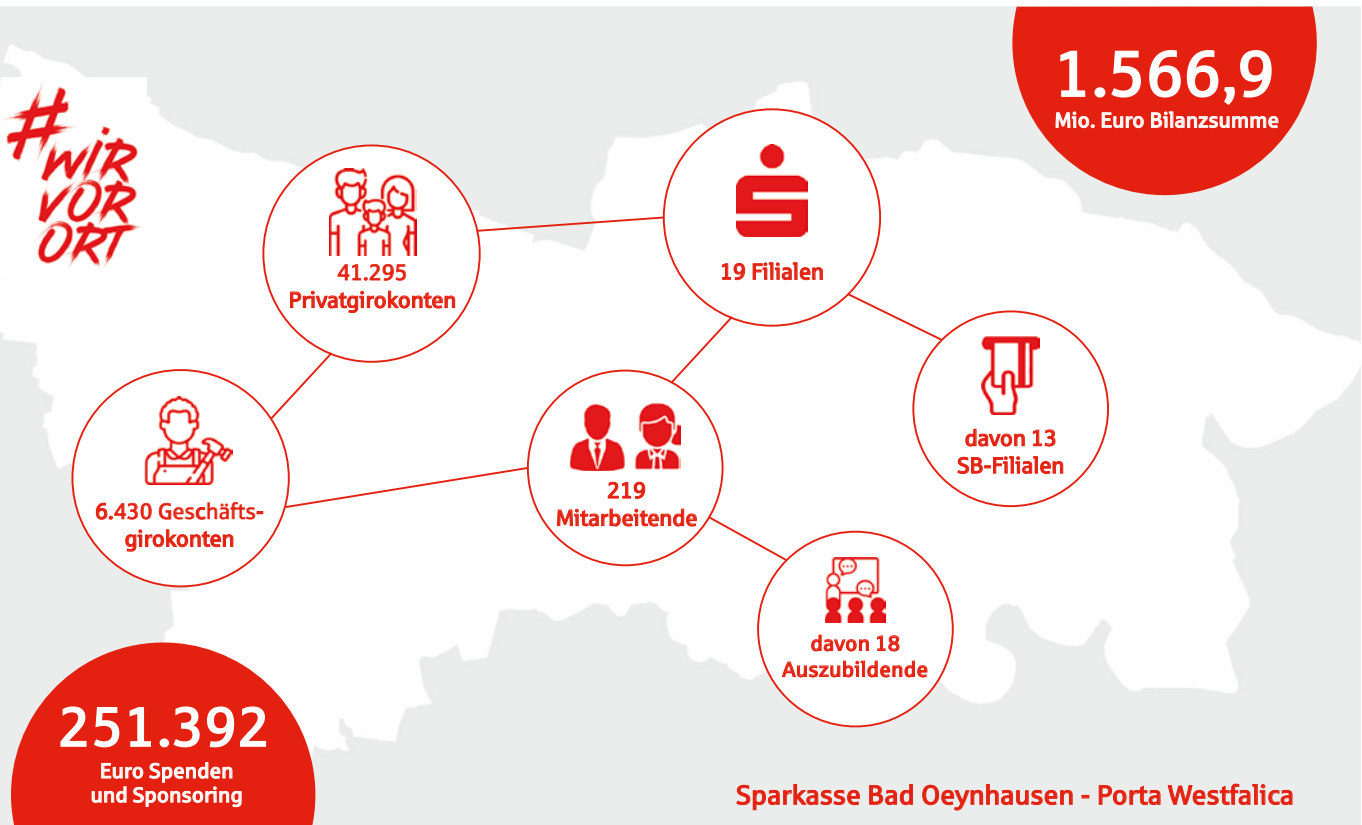 #
WIR
VOR
ORT
1.566,9
Mio. Euro Bilanzsumme
41.295
Privatgirokonten
19 Filialen
davon 13
SB-Filialen
6.430 Geschäfts-
girokonten
219
Mitarbeitende
davon 18
Auszubildende
251.392
Euro Spenden
und Sponsoring
Sparkasse Bad Oeynhausen - Porta Westfalica